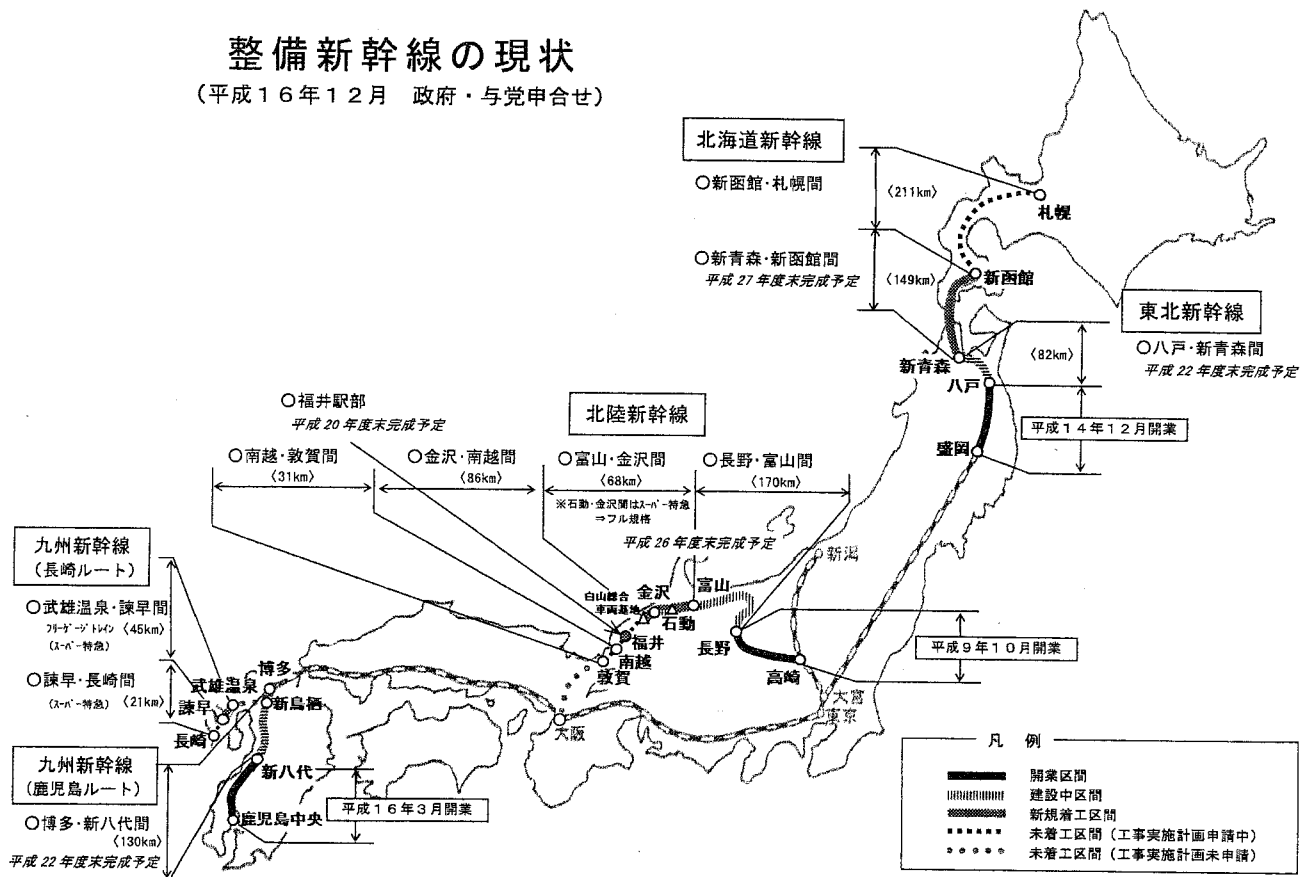 整備新幹線の現状
(平成16年12月 政府・与党申合せ)
北海道新幹線
○新函館・札幌間
〈211km〉
札幌
○新青森・新函館間
平成27年度末完成予定
〈149km〉
新函館
東北新幹線
○八戸・新青森間
平成22年度末完成予定
〈82km〉
新青森
八戸
平成14年12月開業
盛岡
○福井駅部
平成20年度末完成予定
北陸新幹線
○南越・敦賀間
〈31km〉
○金沢・南越間
〈86km〉
○富山・金沢間
〈68km〉
※石動・金沢間はスーパー特急
⇒フル規格
○長野・富山間
〈170km〉
平成26年度末完成予定
新潟
富山
金沢
石動
白山総合
車両基地
福井
南越
敦賀
長野
高崎
平成9年10月開業
大宮
東京
大阪
九州新幹線
(長崎ルート)
○武雄温泉・諫早間
フリーゲージトレイン 〈45km〉
(スーパー特急)
○諫早・長崎間
(スーパー特急) 〈21km〉
博多
武雄温泉
新鳥栖
諫早
長崎
九州新幹線
(鹿児島ルート)
○博多・新八代間
〈130km〉
平成22年度末完成予定
新八代
平成16年3月開業
鹿児島中央
凡 例
開業区間
建設中区間
新規着工区間
未着工区間(工事実施計画申請中)
未着工区間(工事実施計画未申請)